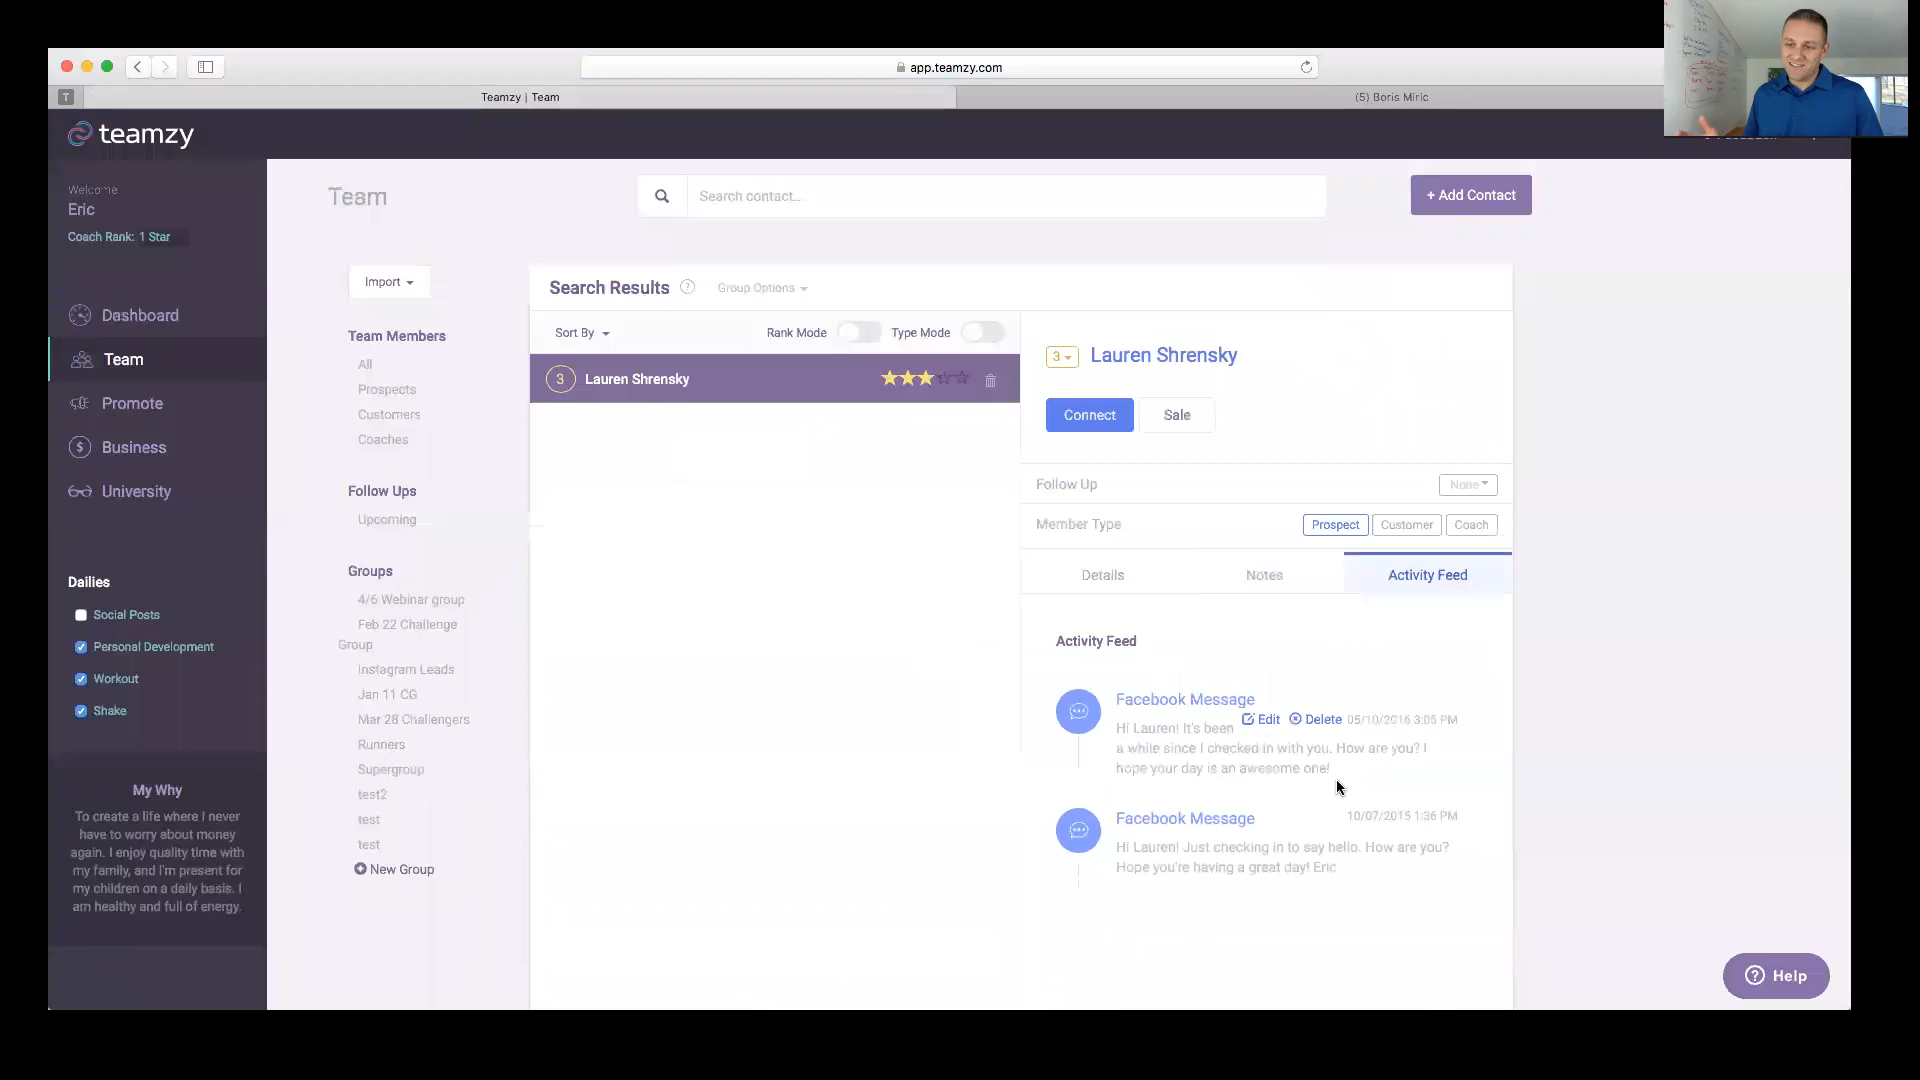 app.teamzy.com
T
Teamzy | Team
(5) Boris Miric
teamzy
Welcome
Eric
Coach Rank: 1 Star
Dashboard
Team
Promote
Business
University
Dailies
Social Posts
Personal Development
Workout
Shake
My Why
To create a life where I never
have to worry about money
again. I enjoy quality time with
my family, and I'm present for
my children on a daily basis. I
am healthy and full of energy.
Team
Search contact...
+ Add Contact
Import
Team Members
All
Prospects
Customers
Coaches
Follow Ups
Upcoming
Groups
4/6 Webinar group
Feb 22 Challenge
Group
Instagram Leads
Jan 11 CG
Mar 28 Challengers
Runners
Supergroup
test2
test
test
New Group
Search Results ? Group Options
Sort By Rank Mode Type Mode
3 Lauren Shrensky
3 Lauren Shrensky
Connect Sale
Follow Up None
Member Type Prospect Customer Coach
Details Notes Activity Feed
Activity Feed
Facebook Message
Edit Delete 05/10/2016 3:05 PM
Hi Lauren! It's been
a while since I checked in with you. How are you? I
hope your day is an awesome one!
Facebook Message 10/07/2015 1:36 PM
Hi Lauren! Just checking in to say hello. How are you?
Hope you're having a great day! Eric
? Help